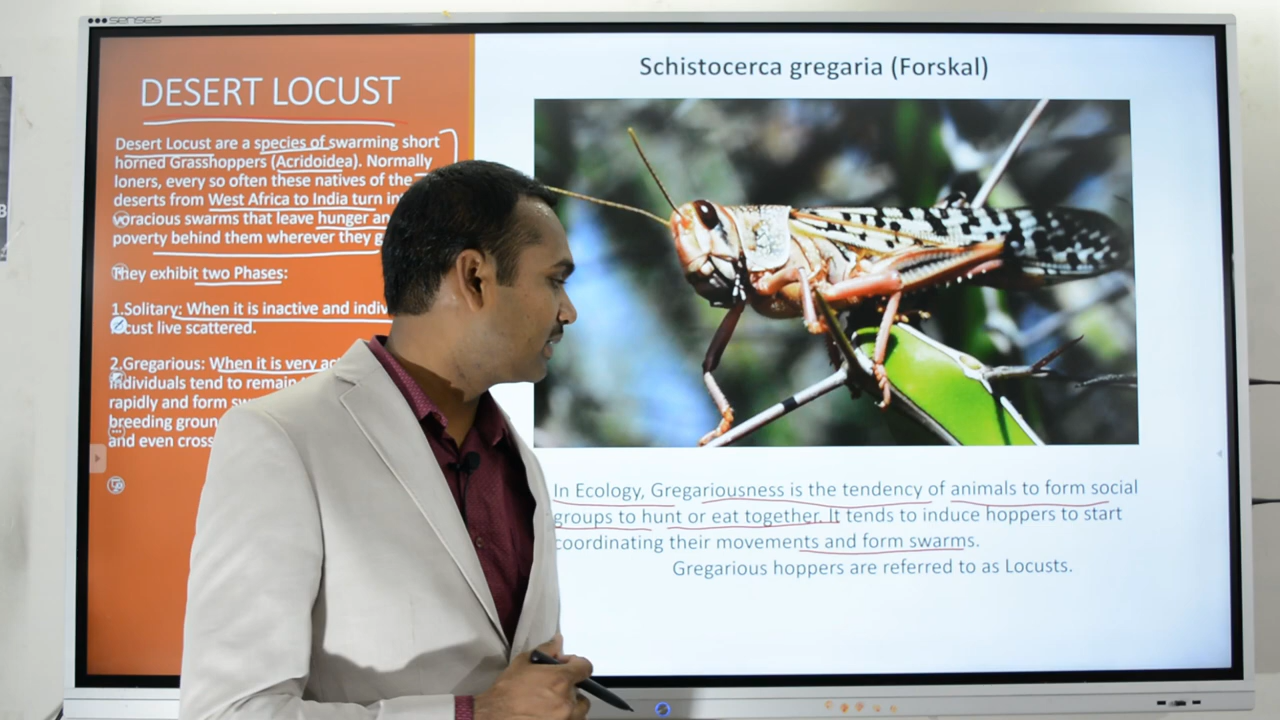 senses
DESERT LOCUST
Desert Locust are a species of swarming short
horned Grasshoppers (Acridoidea). Normally
loners, every so often these natives of the
deserts from West Africa to India turn in
voracious swarms that leave hunger an
poverty behind them wherever they g
They exhibit two Phases:
1.Solitary: When it is inactive and indiv
cust live scattered.
2.Gregarious: When it is very act
individuals tend to remain
rapidly and form sw
breeding groun
and even cross
Schistocerca gregaria (Forskal)
In Ecology, Gregariousness is the tendency of animals to form social
groups to hunt or eat together. It tends to induce hoppers to start
coordinating their movements and form swarms.
Gregarious hoppers are referred to as Locusts.
B